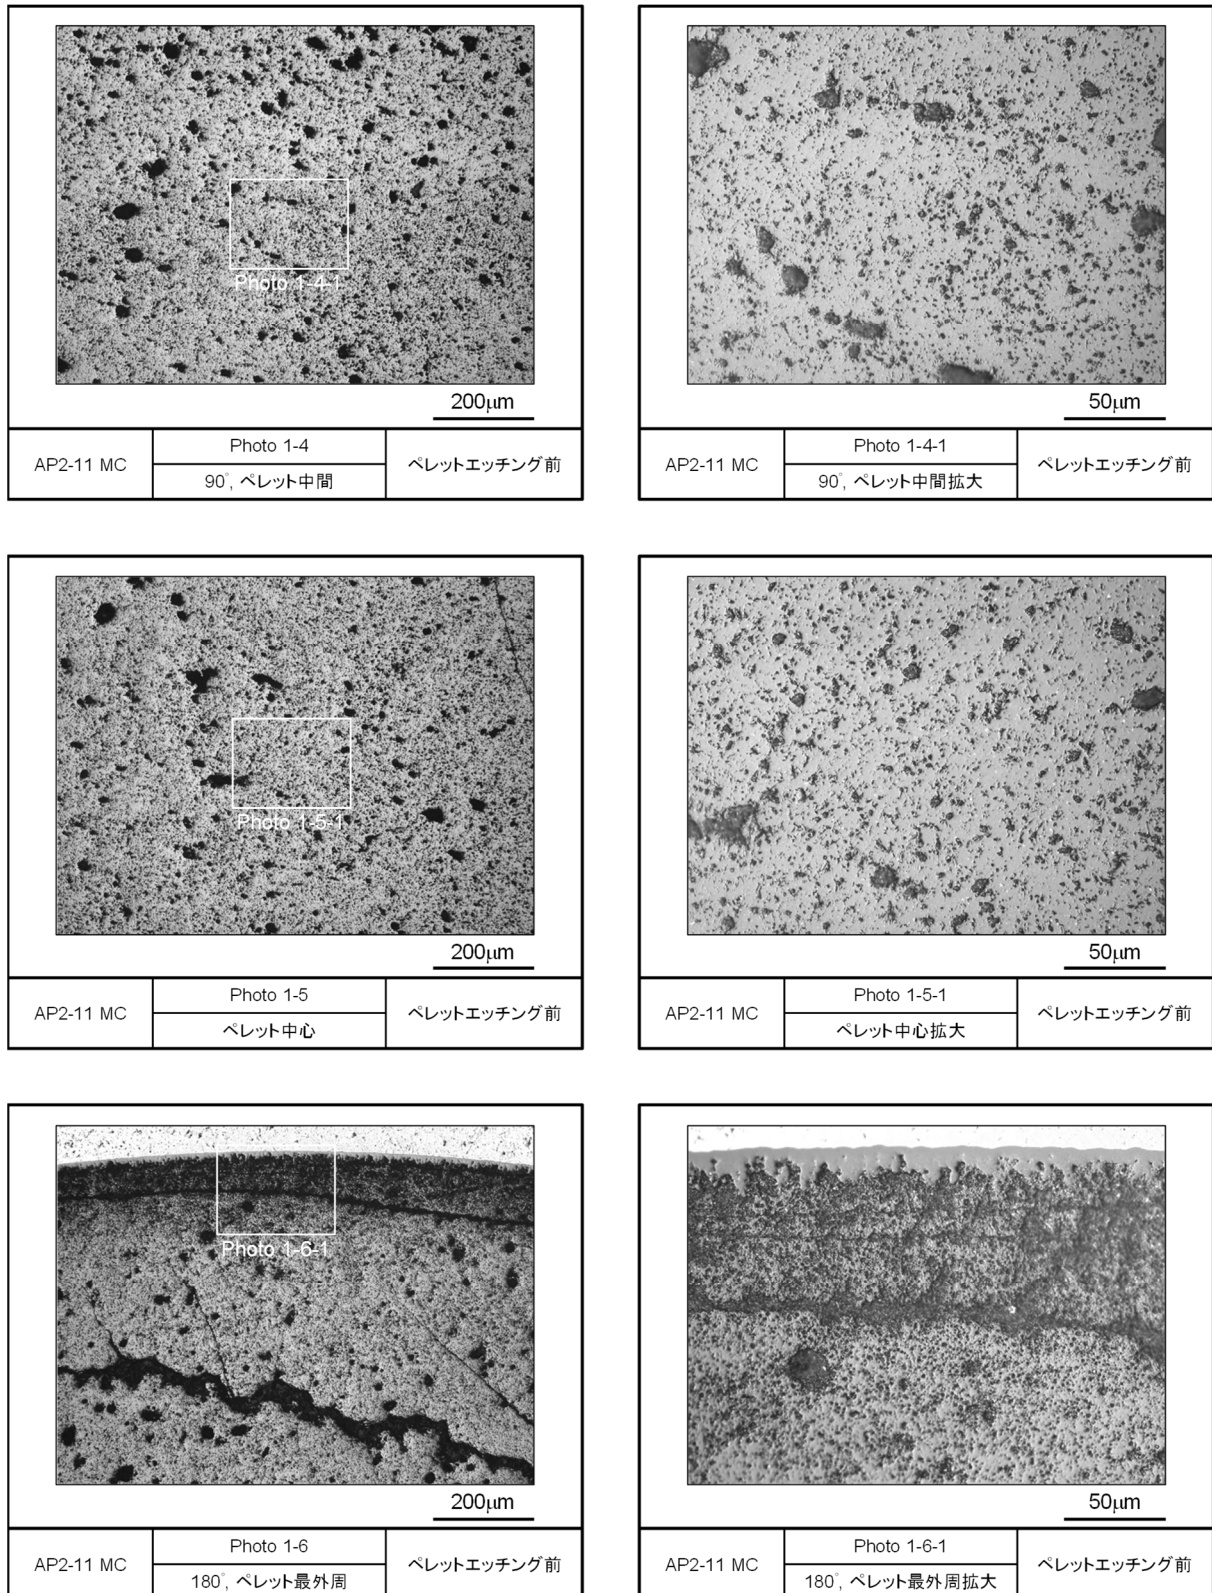 Photo 1-4-1
200μm
50μm
AP2-11 MC
Photo 1-4
90°, ペレット中間
ペレットエッチング前
AP2-11 MC
Photo 1-4-1
90°, ペレット中間拡大
ペレットエッチング前
Photo 1-5-1
200μm
50μm
AP2-11 MC
Photo 1-5
ペレット中心
ペレットエッチング前
AP2-11 MC
Photo 1-5-1
ペレット中心拡大
ペレットエッチング前
Photo 1-6-1
200μm
50μm
AP2-11 MC
Photo 1-6
180°, ペレット最外周
ペレットエッチング前
AP2-11 MC
Photo 1-6-1
180°, ペレット最外周拡大
ペレットエッチング前